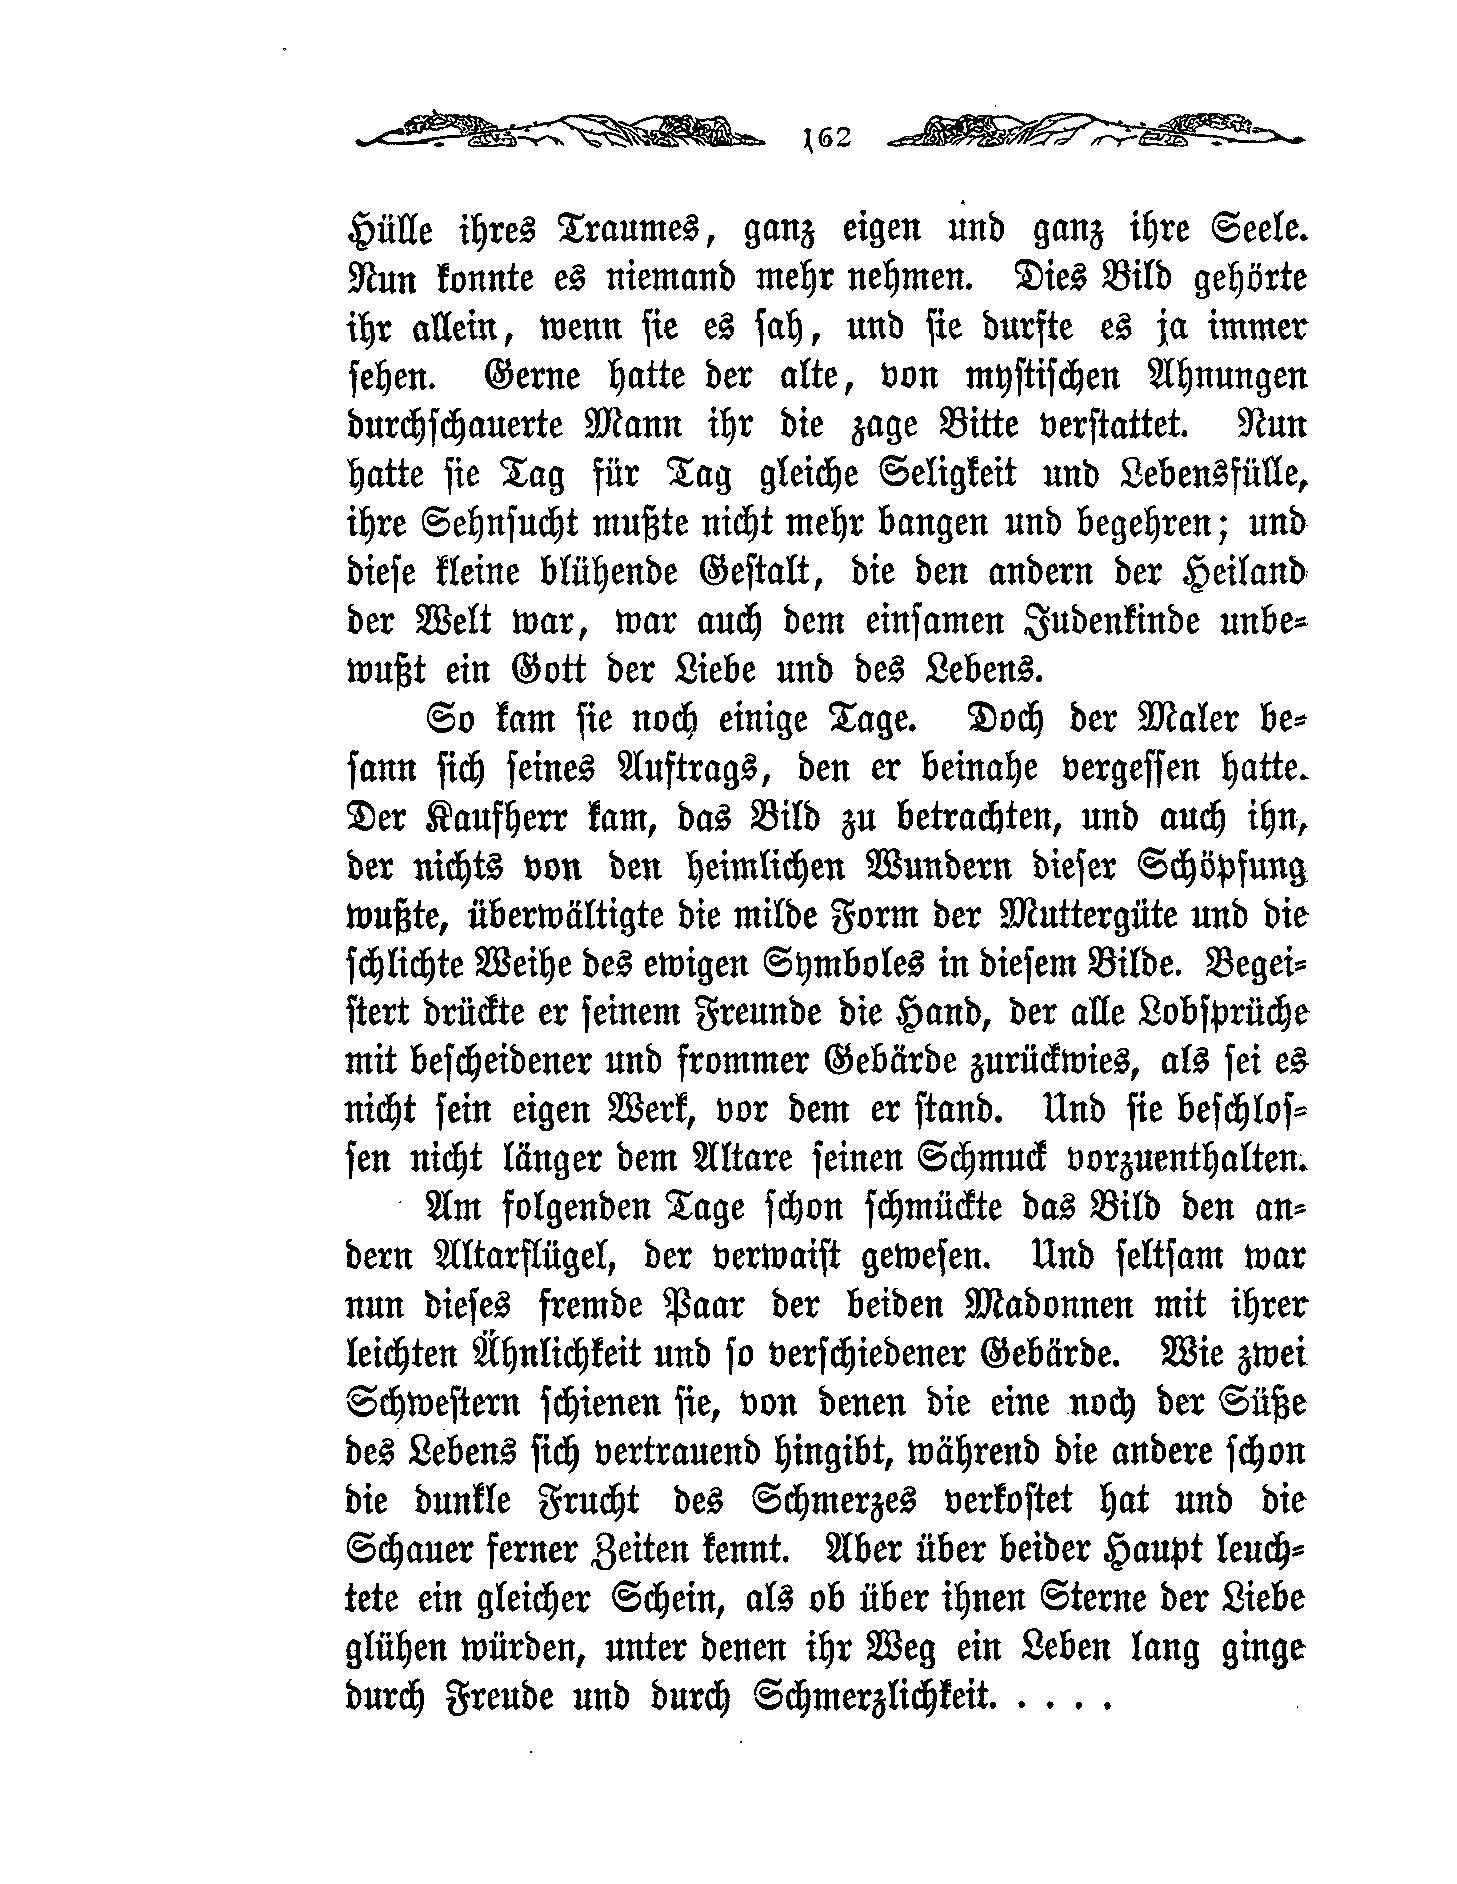 162
Hülle ihres Traumes, ganz eigen und ganz ihre Seele.
Nun konnte es niemand mehr nehmen. Dies Bild gehörte
ihr allein, wenn sie es sah, und sie durfte es ja immer
sehen. Gerne hatte der alte, von mystischen Ahnungen
durchschauerte Mann ihr die zage Bitte verstattet. Nun
hatte sie Tag für Tag gleiche Seligkeit und Lebensfülle,
ihre Sehnsucht mußte nicht mehr bangen und begehren; und
diese kleine blühende Gestalt, die den andern der Heiland
der Welt war, war auch dem einsamen Judenkinde unbe-
wußt ein Gott der Liebe und des Lebens.
So kam sie noch einige Tage. Doch der Maler be-
sann sich seines Auftrags, den er beinahe vergessen hatte.
Der Kaufherr kam, das Bild zu betrachten, und auch ihn,
der nichts von den heimlichen Wundern dieser Schöpfung
wußte, überwältigte die milde Form der Muttergüte und die
schlichte Weihe des ewigen Symboles in diesem Bilde. Begei-
stert drückte er seinem Freunde die Hand, der alle Lobsprüche
mit bescheidener und frommer Gebärde zurückwies, als sei es
nicht sein eigen Werk, vor dem er stand. Und sie beschlos-
sen nicht länger dem Altare seinen Schmuck vorzuenthalten.
Am folgenden Tage schon schmückte das Bild den an-
dern Altarflügel, der verwaist gewesen. Und seltsam war
nun dieses fremde Paar der beiden Madonnen mit ihrer
leichten Ähnlichkeit und so verschiedener Gebärde. Wie zwei
Schwestern schienen sie, von denen die eine noch der Süße
des Lebens sich vertrauend hingibt, während die andere schon
die dunkle Frucht des Schmerzes verkostet hat und die
Schauer ferner Zeiten kennt. Aber über beider Haupt leuch-
tete ein gleicher Schein, als ob über ihnen Sterne der Liebe
glühen würden, unter denen ihr Weg ein Leben lang ginge
durch Freude und durch Schmerzlichkeit. . . . .